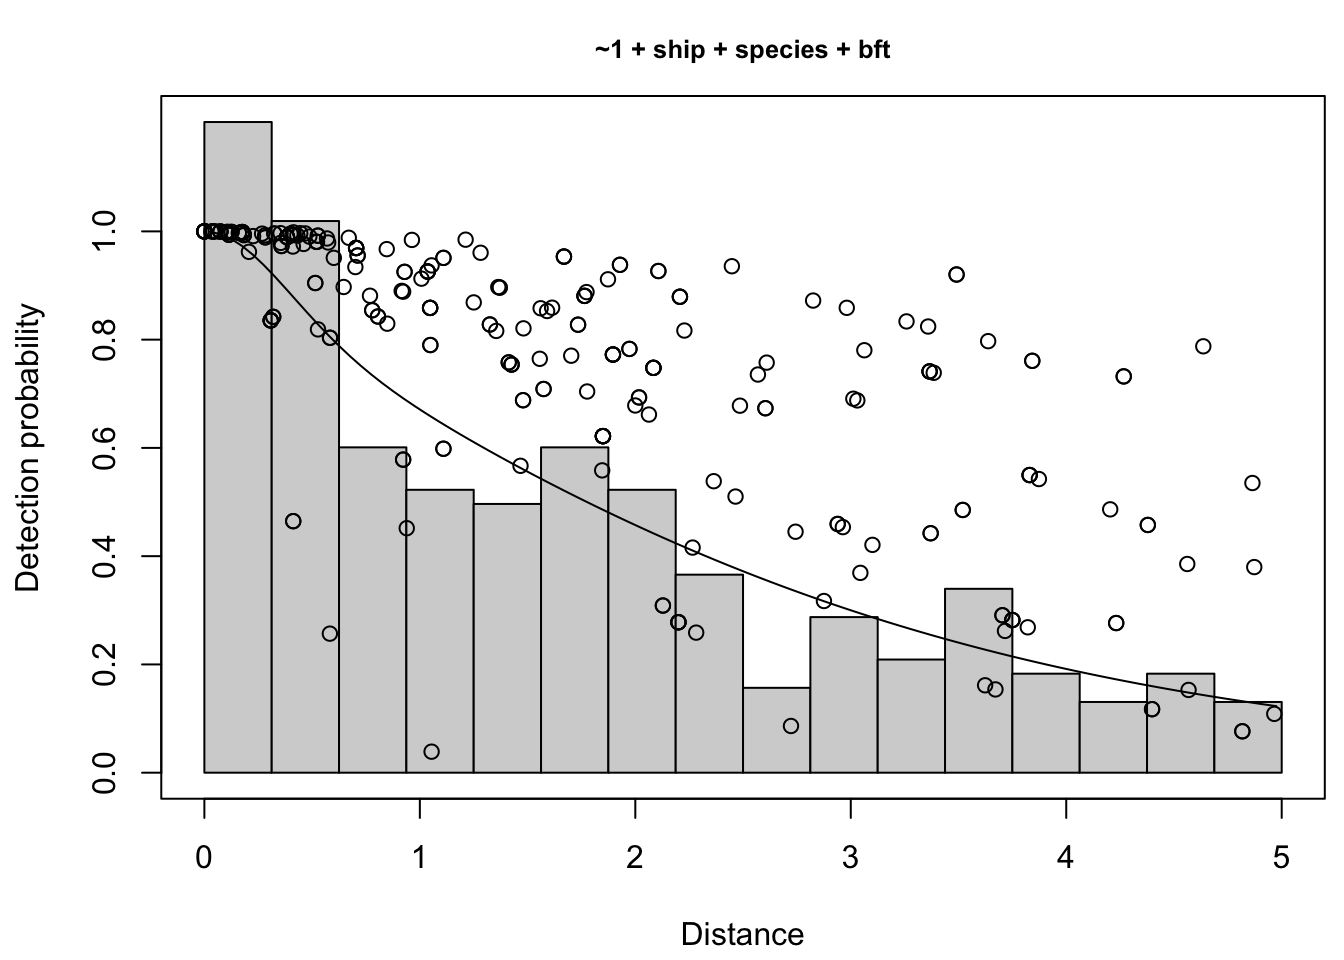 ~1 + ship + species + bft
Detection probability
1.0
0.8
0.6
0.4
0.2
0.0
0 1 2 3 4 5
Distance